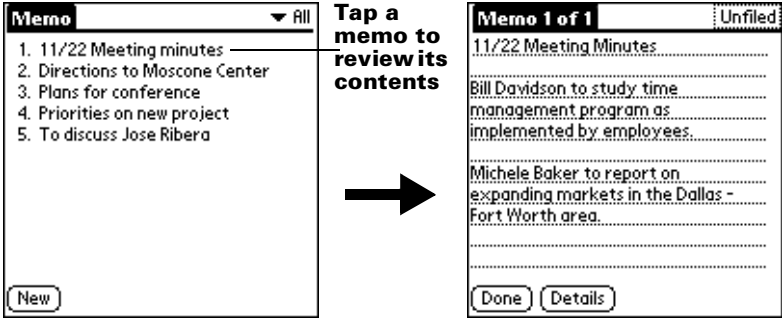 Memo
▼ All
1. 11/22 Meeting minutes
2. Directions to Moscone Center
3. Plans for conference
4. Priorities on new project
5. To discuss Jose Ribera
New
Tap a
memo to
review its
contents
Memo 1 of 1
Unfiled
11/22 Meeting Minutes
Bill Davidson to study time
management program as
implemented by employees.
Michele Baker to report on
expanding markets in the Dallas -
Fort Worth area.
Done
Details